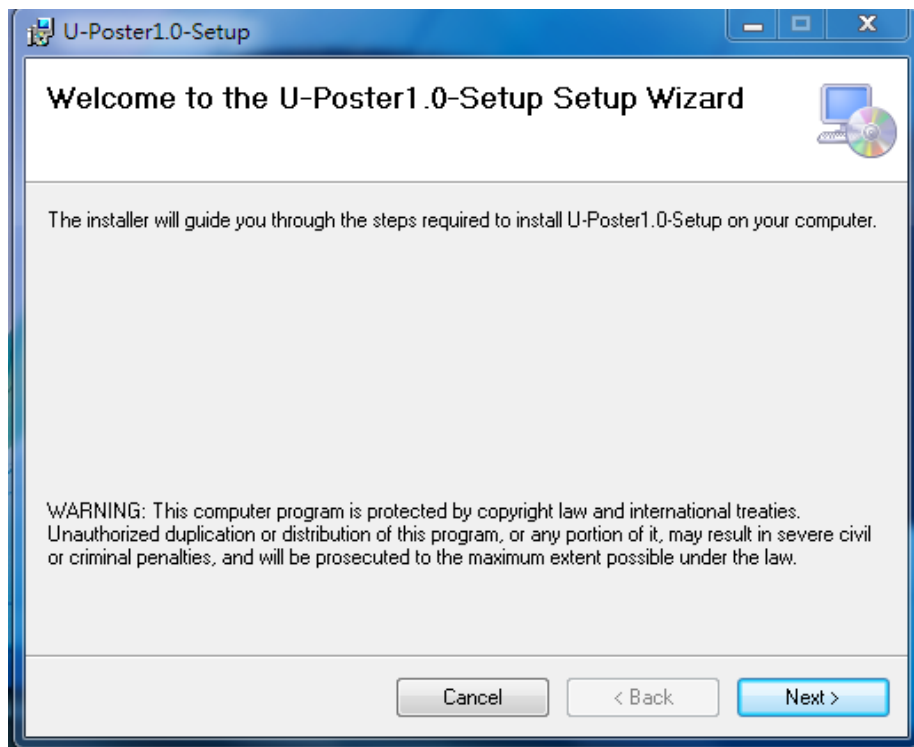 U-Poster1.0-Setup
Welcome to the U-Poster1.0-Setup Setup Wizard
The installer will guide you through the steps required to install U-Poster1.0-Setup on your computer.
WARNING: This computer program is protected by copyright law and international treaties.
Unauthorized duplication or distribution of this program, or any portion of it, may result in severe civil
or criminal penalties, and will be prosecuted to the maximum extent possible under the law.
Cancel
< Back
Next >